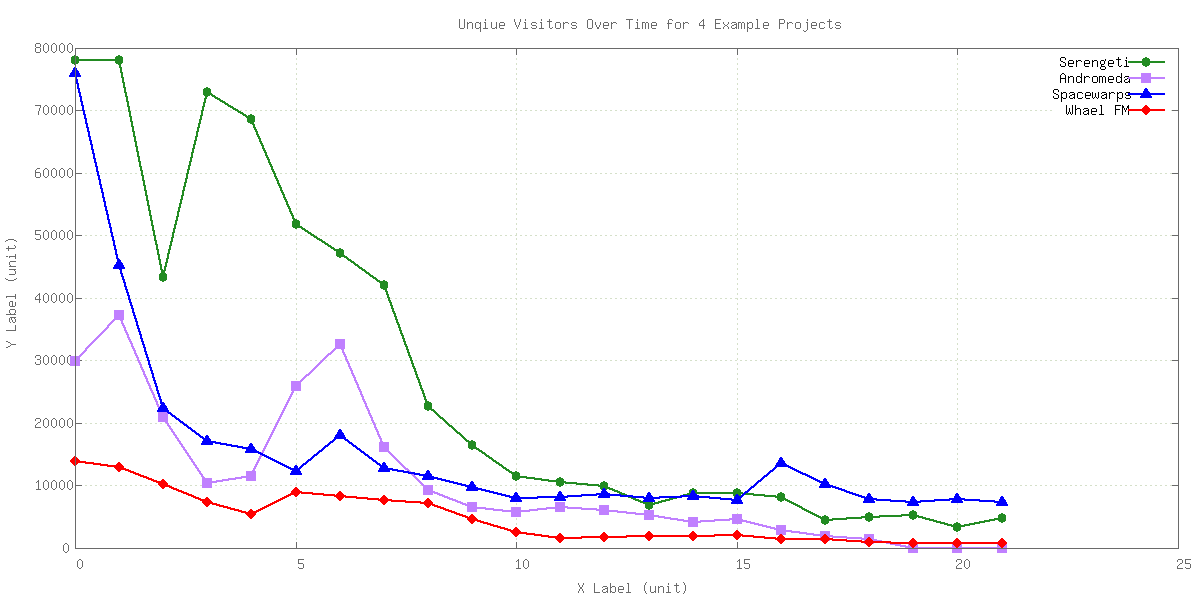 Unqiue Visitors Over Time for 4 Example Projects
80000
70000
60000
50000
40000
30000
20000
10000
0
Y Label (unit)
Serengeti
Andromeda
Spacewarps
Whael FM
0 5 10 15 20 25
X Label (unit)